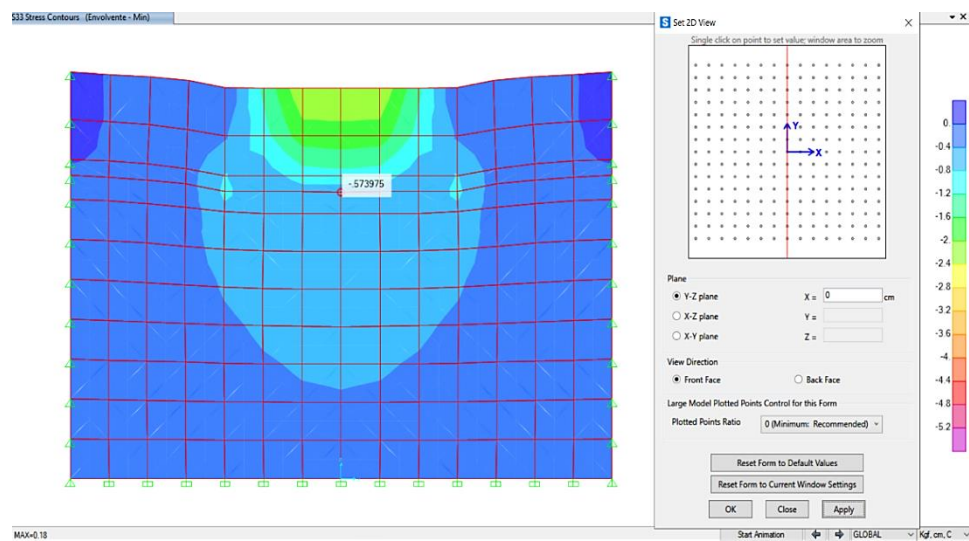 S33 Stress Contours (Envolvente - Min)
Set 2D View
Single click on point to set value; window area to zoom
Y
X
-.573975
0.
-0.4
-0.8
-1.2
-1.6
-2.
-2.4
-2.8
-3.2
-3.6
-4.
-4.4
-4.8
-5.2
Plane
Y-Z plane
X = 0 cm
X-Z plane
Y =
X-Y plane
Z =
View Direction
Front Face
Back Face
Large Model Plotted Points Control for this Form
Plotted Points Ratio
0 (Minimum: Recommended)
Reset Form to Default Values
Reset Form to Current Window Settings
OK
Close
Apply
MAX=0.18
Start Animation
GLOBAL
Kgf, cm, C